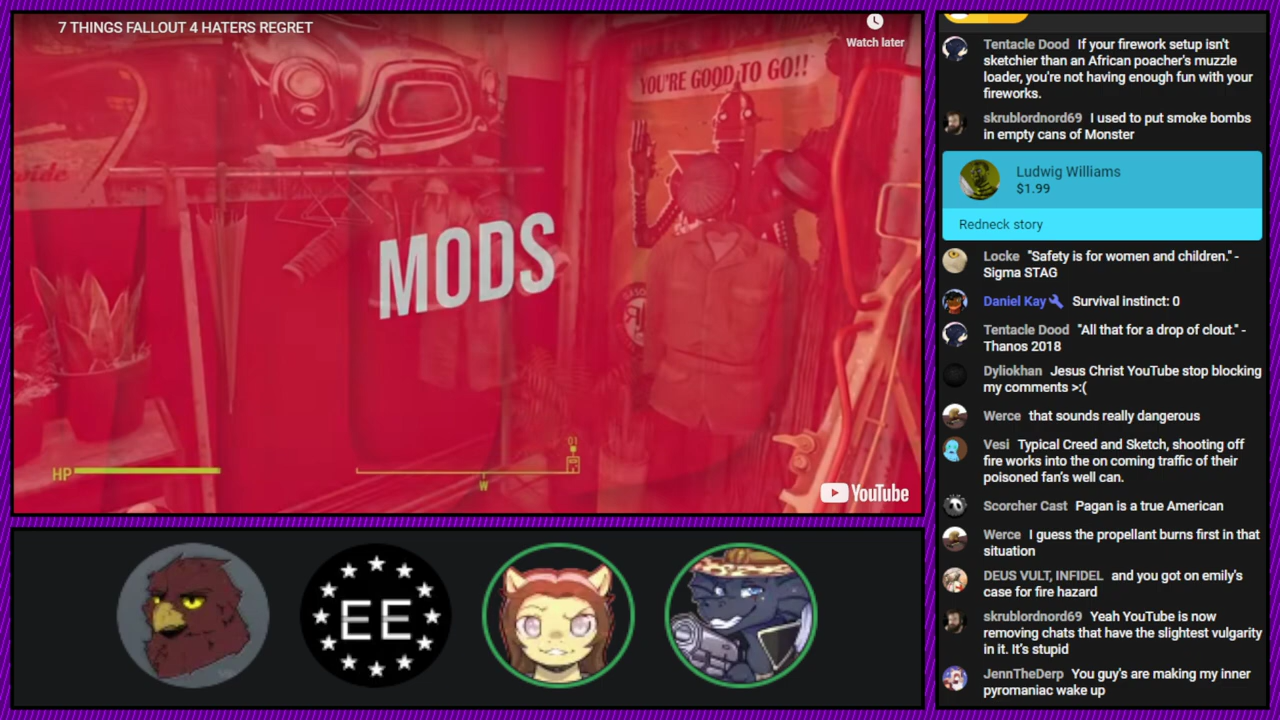 7 THINGS FALLOUT 4 HATERS REGRET
Watch later
YOU'RE GOOD TO GO!!
MODS
HP
01
W
YouTube
EE
Tentacle Dood If your firework setup isn't
sketchier than an African poacher's muzzle
loader, you're not having enough fun with your
fireworks.
skrublordnord69 I used to put smoke bombs
in empty cans of Monster
Ludwig Williams
$1.99
Redneck story
Locke "Safety is for women and children." -
Sigma STAG
Daniel Kay Survival instinct: 0
Tentacle Dood "All that for a drop of clout." -
Thanos 2018
Dyliokhan Jesus Christ YouTube stop blocking
my comments >:(
Werce that sounds really dangerous
Vesi Typical Creed and Sketch, shooting off
fire works into the on coming traffic of their
poisoned fan's well can.
Scorcher Cast Pagan is a true American
Werce I guess the propellant burns first in that
situation
DEUS VULT, INFIDEL and you got on emily's
case for fire hazard
skrublordnord69 Yeah YouTube is now
removing chats that have the slightest vulgarity
in it. It's stupid
JennTheDerp You guy's are making my inner
pyromaniac wake up